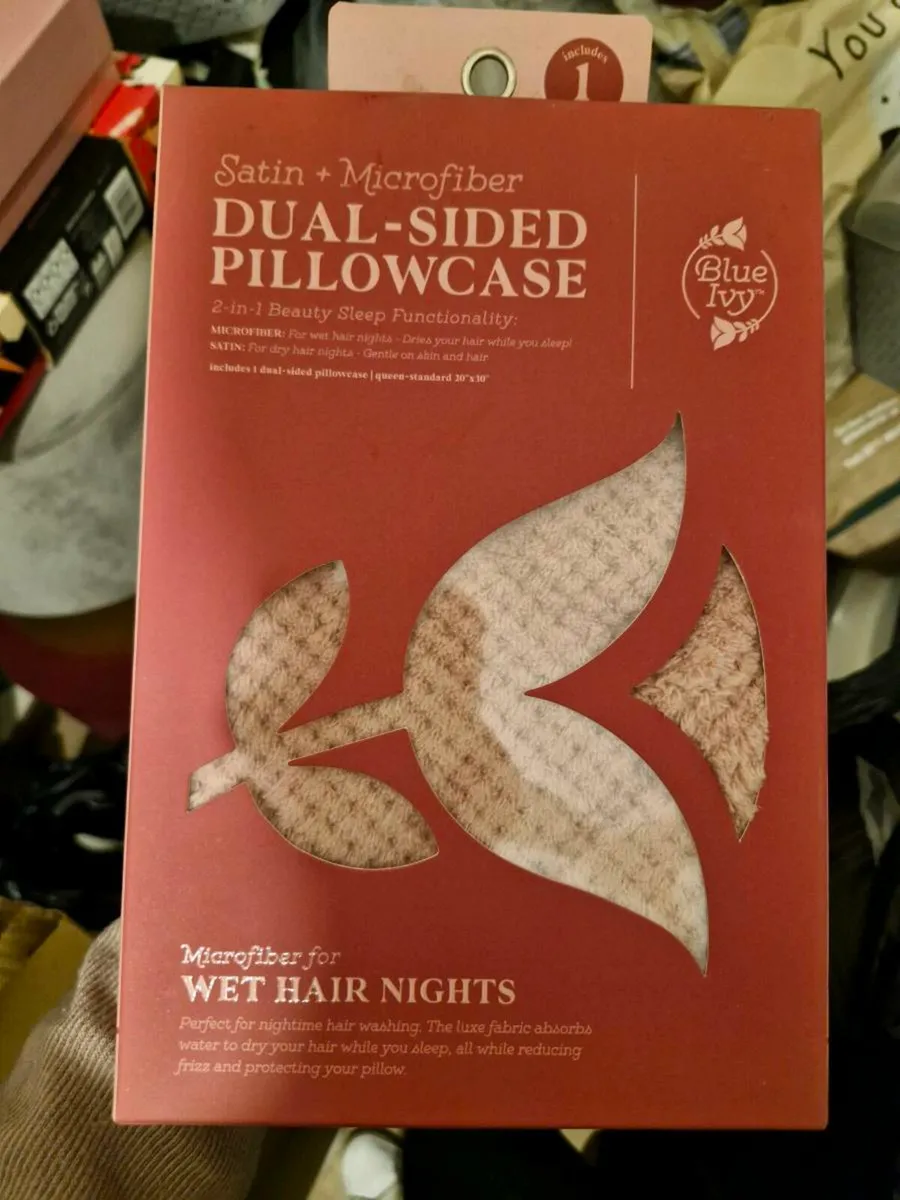 includes
1
You
Satin + Microfiber
DUAL-SIDED
PILLOWCASE
2-in-1 Beauty Sleep Functionality:
MICROFIBER: For wet hair nights - Dries your hair while you sleep!
SATIN: For dry hair nights - Gentle on skin and hair
includes 1 dual-sided pillowcase | queen-standard 20"x30"
Blue
Ivy™
Microfiber for
WET HAIR NIGHTS
Perfect for nightime hair washing. The luxe fabric absorbs
water to dry your hair while you sleep, all while reducing
frizz and protecting your pillow.